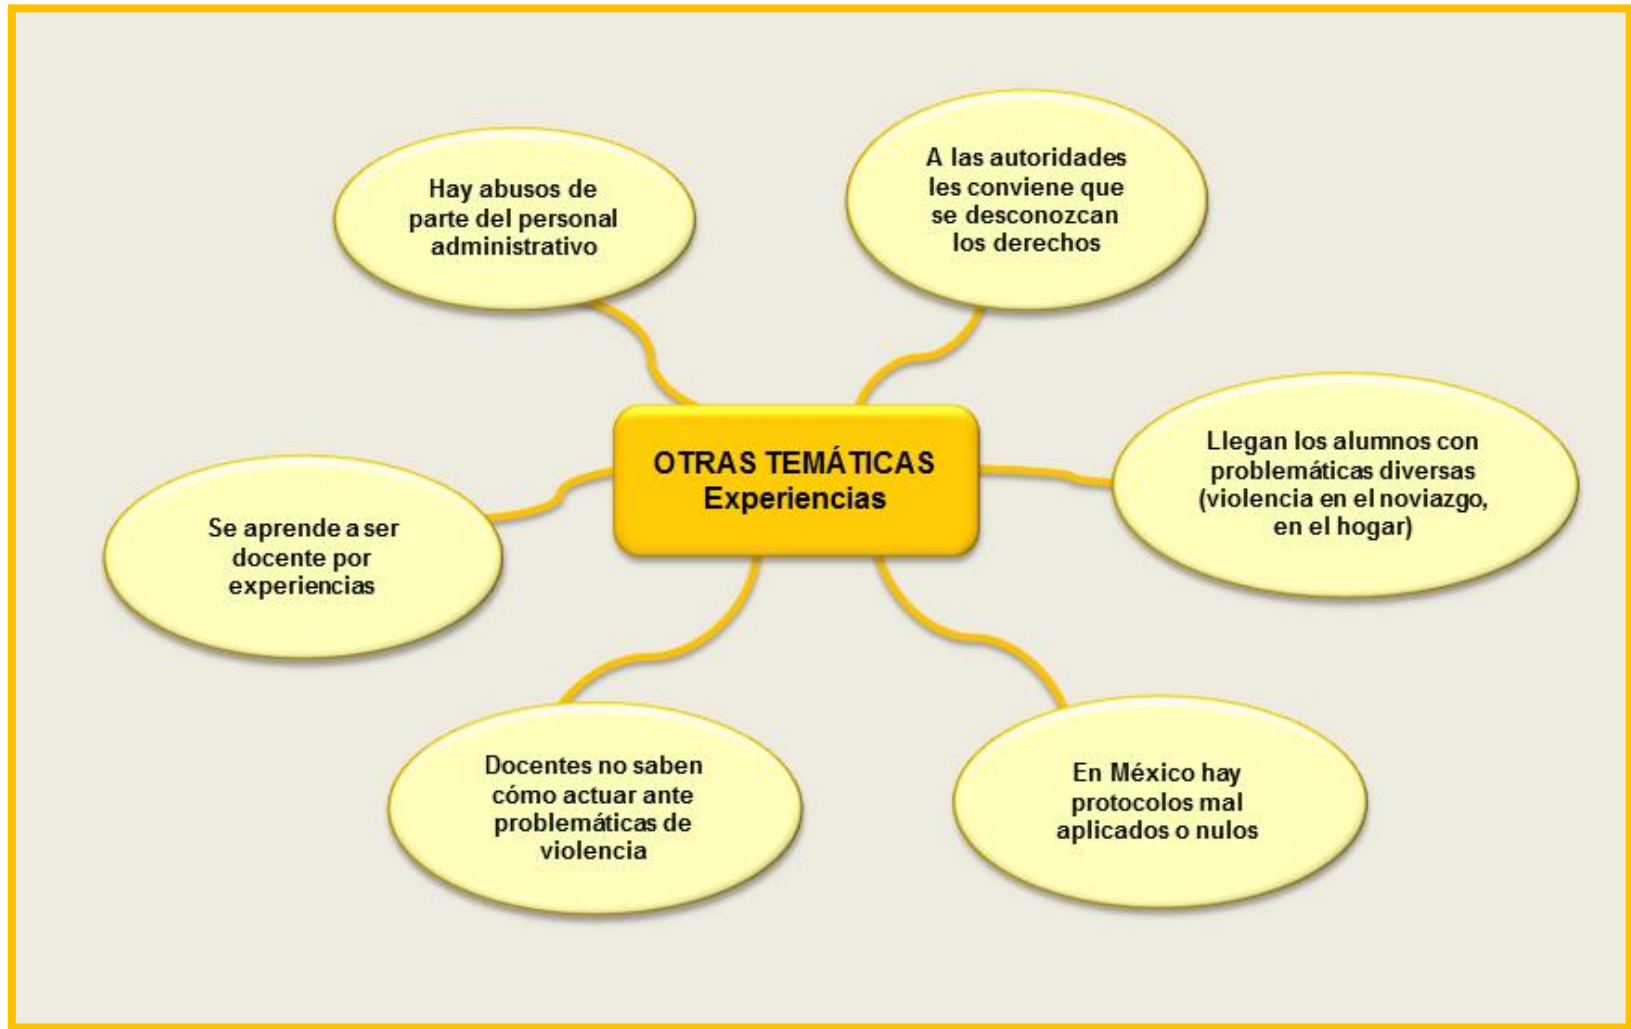 Hay abusos de
parte del personal
administrativo
A las autoridades
les conviene que
se desconozcan
los derechos
OTRAS TEMÁTICAS
Experiencias
Llegan los alumnos con
problemáticas diversas
(violencia en el noviazgo,
en el hogar)
Se aprende a ser
docente por
experiencias
Docentes no saben
cómo actuar ante
problemáticas de
violencia
En México hay
protocolos mal
aplicados o nulos